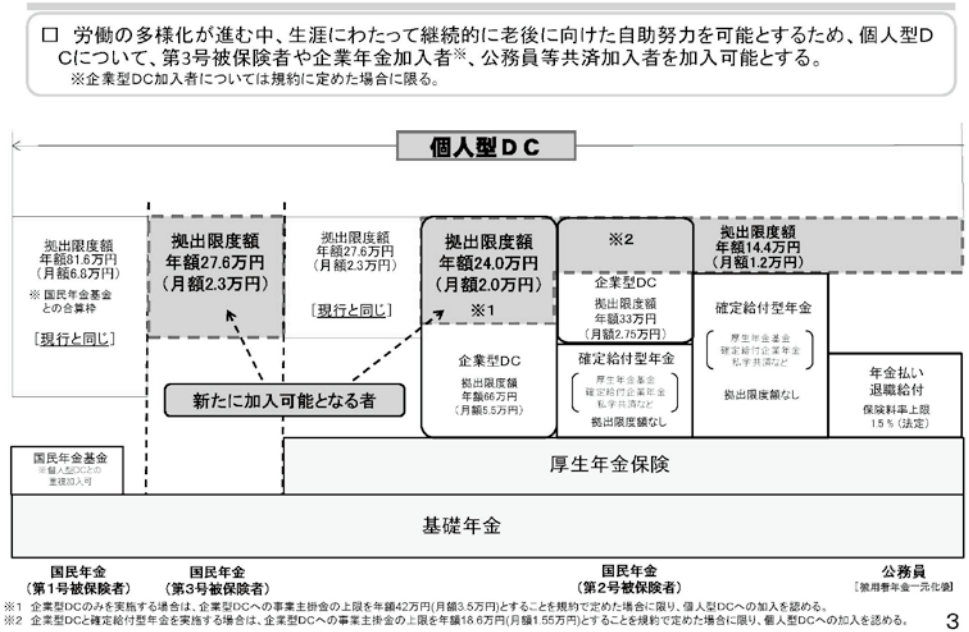 □ 労働の多様化が進む中、生涯にわたって継続的に老後に向けた自助努力を可能とするため、個人型D
Cについて、第3号被保険者や企業年金加入者※、公務員等共済加入者を加入可能とする。
※企業型DC加入者については規約に定めた場合に限る。
個人型DC
拠出限度額
年額81.6万円
(月額6.8万円)
※ 国民年金基金
との合算枠
[現行と同じ]
拠出限度額
年額27.6万円
(月額2.3万円)
拠出限度額
年額27.6万円
(月額2.3万円)
[現行と同じ]
拠出限度額
年額24.0万円
(月額2.0万円)
※1
企業型DC
拠出限度額
年額66万円
(月額5.5万円)
※2
企業型DC
拠出限度額
年額33万円
(月額2.75万円)
確定給付型年金
厚生年金基金
確定給付企業年金
私学共済など
拠出限度額なし
拠出限度額
年額14.4万円
(月額1.2万円)
確定給付型年金
厚生年金基金
確定給付企業年金
私学共済など
拠出限度額なし
年金払い
退職給付
保険料率上限
1.5%(法定)
新たに加入可能となる者
国民年金基金
※個人型DCとの
重複加入可
厚生年金保険
基礎年金
国民年金
(第1号被保険者)
国民年金
(第3号被保険者)
国民年金
(第2号被保険者)
公務員
[被用者年金一元化後]
※1 企業型DCのみを実施する場合は、企業型DCへの事業主掛金の上限を年額42万円(月額3.5万円)とすることを規約で定めた場合に限り、個人型DCへの加入を認める。
※2 企業型DCと確定給付型年金を実施する場合は、企業型DCへの事業主掛金の上限を年額18.6万円(月額1.55万円)とすることを規約で定めた場合に限り、個人型DCへの加入を認める。
3